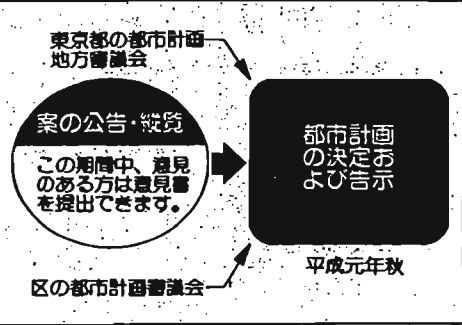 東京都の都市計画
地方審議会
案の公告・縦覧
この期間中、意見
のある方は意見書
を提出できます。
都市計画
の決定お
よび告示
平成元年秋
区の都市計画審議会